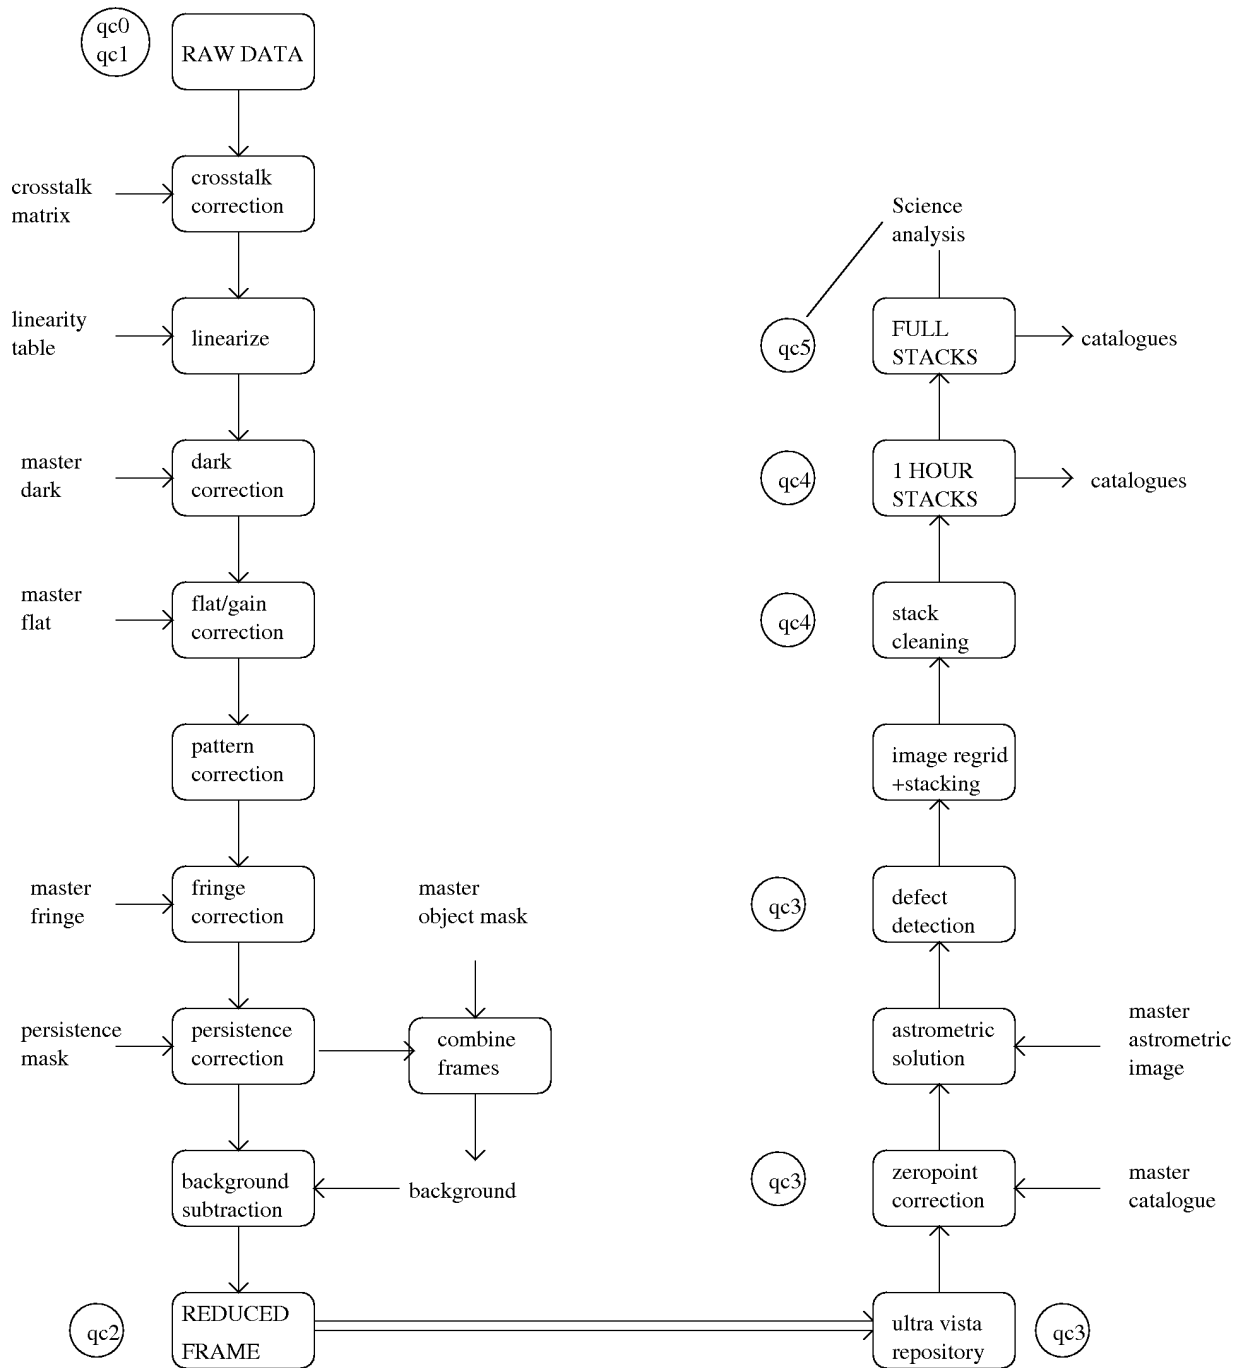 qc0
qc1
RAW DATA
crosstalk
matrix
crosstalk
correction
linearity
table
linearize
master
dark
dark
correction
master
flat
flat/gain
correction
pattern
correction
master
fringe
fringe
correction
master
object mask
persistence
mask
persistence
correction
combine
frames
background
subtraction
background
qc2
REDUCED
FRAME
Science
analysis
qc5
FULL
STACKS
catalogues
qc4
1 HOUR
STACKS
catalogues
qc4
stack
cleaning
image regrid
+stacking
qc3
defect
detection
astrometric
solution
master
astrometric
image
qc3
zeropoint
correction
master
catalogue
ultra vista
repository
qc3